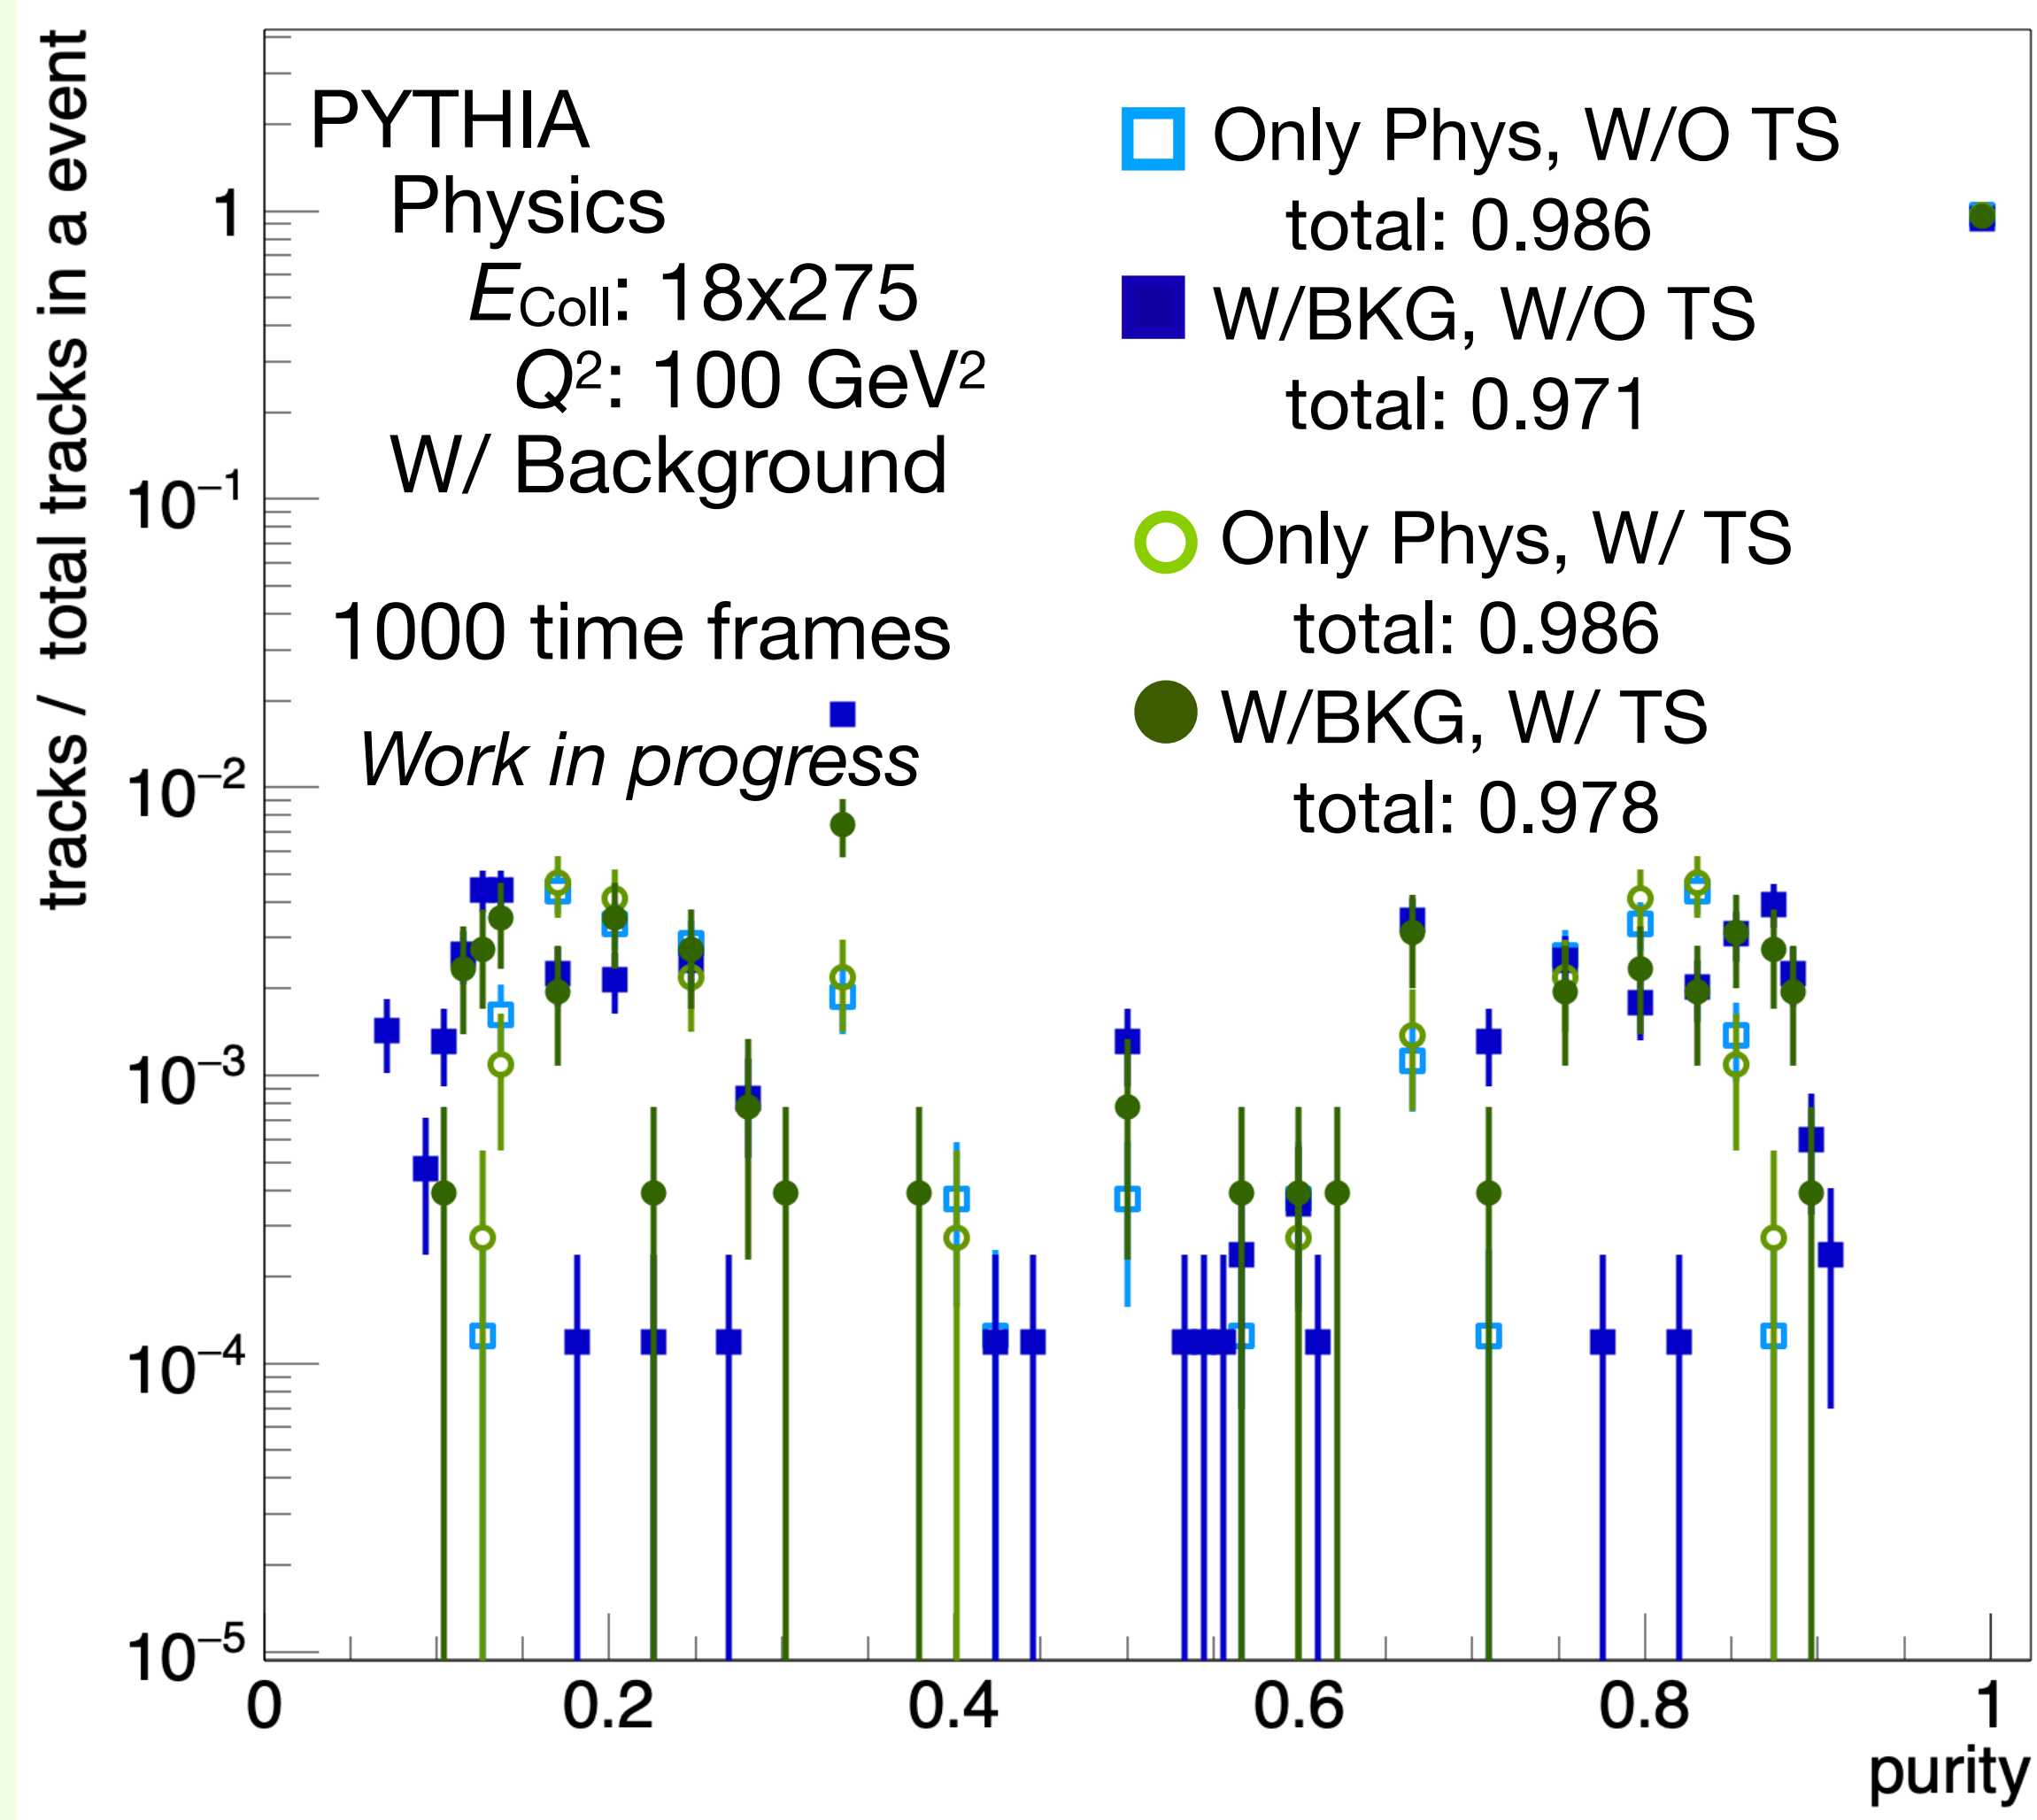 tracks / total tracks in a event
PYTHIA
Physics
E_Coll: 18x275
Q²: 100 GeV²
W/ Background
1000 time frames
Work in progress
Only Phys, W/O TS
total: 0.986
W/BKG, W/O TS
total: 0.971
Only Phys, W/ TS
total: 0.986
W/BKG, W/ TS
total: 0.978
1
10⁻¹
10⁻²
10⁻³
10⁻⁴
10⁻⁵
0 0.2 0.4 0.6 0.8 1
purity